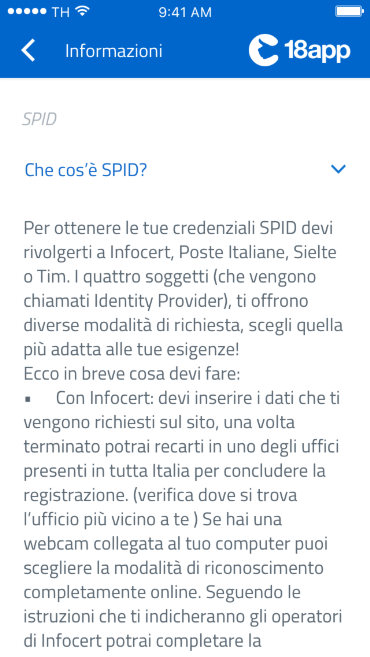 TH 9:41 AM
Informazioni 18app
SPID
Che cos’è SPID?
Per ottenere le tue credenziali SPID devi
rivolgerti a Infocert, Poste Italiane, Sielte
o Tim. I quattro soggetti (che vengono
chiamati Identity Provider), ti offrono
diverse modalità di richiesta, scegli quella
più adatta alle tue esigenze!
Ecco in breve cosa devi fare:
▪ Con Infocert: devi inserire i dati che ti
vengono richiesti sul sito, una volta
terminato potrai recarti in uno degli uffici
presenti in tutta Italia per concludere la
registrazione. (verifica dove si trova
l’ufficio più vicino a te ) Se hai una
webcam collegata al tuo computer puoi
scegliere la modalità di riconoscimento
completamente online. Seguendo le
istruzioni che ti indicheranno gli operatori
di Infocert potrai completare la